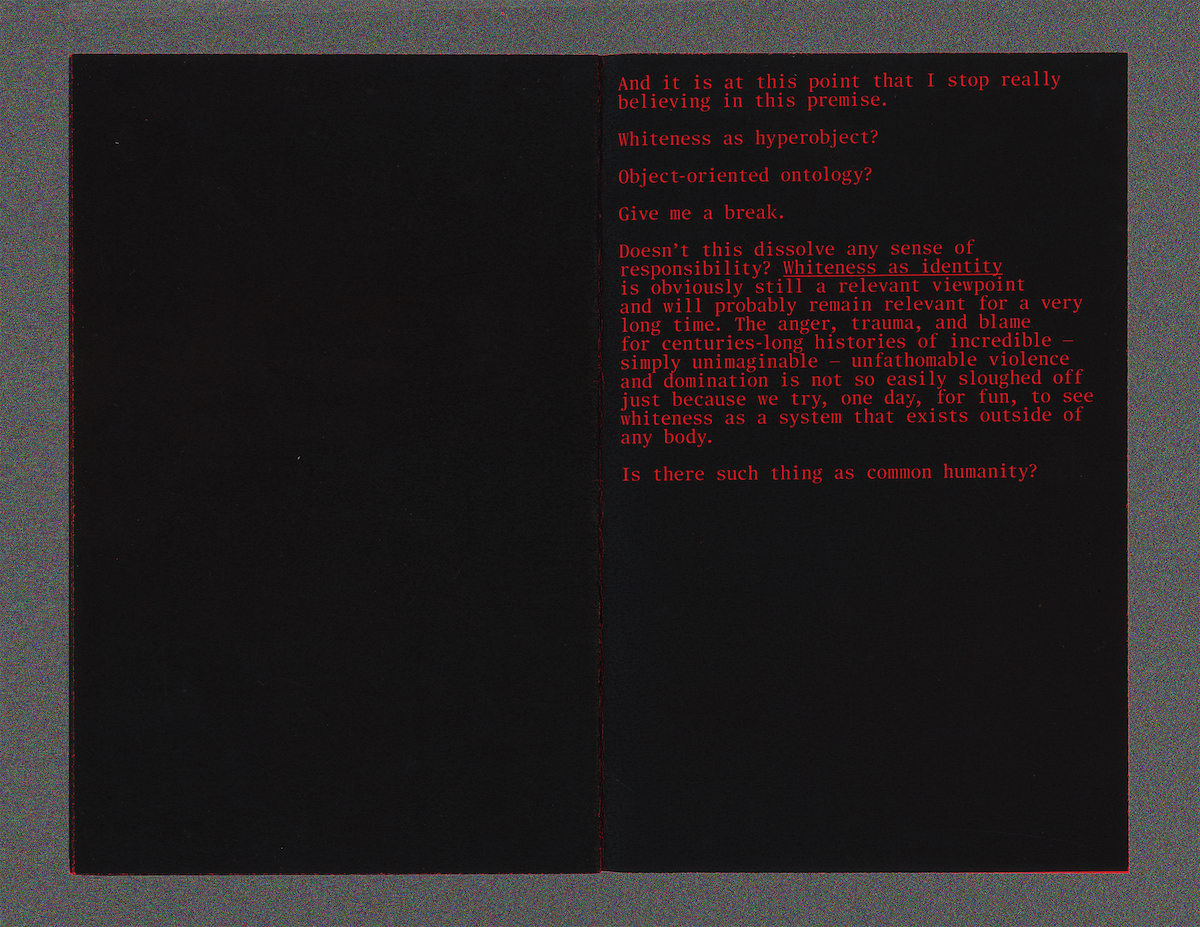 And it is at this point that I stop really
believing in this premise.
Whiteness as hyperobject?
Object-oriented ontology?
Give me a break.
Doesn't this dissolve any sense of
responsibility? Whiteness as identity
is obviously still a relevant viewpoint
and will probably remain relevant for a very
long time. The anger, trauma, and blame
for centuries-long histories of incredible —
simply unimaginable — unfathomable violence
and domination is not so easily sloughed off
just because we try, one day, for fun, to see
whiteness as a system that exists outside of
any body.
Is there such thing as common humanity?